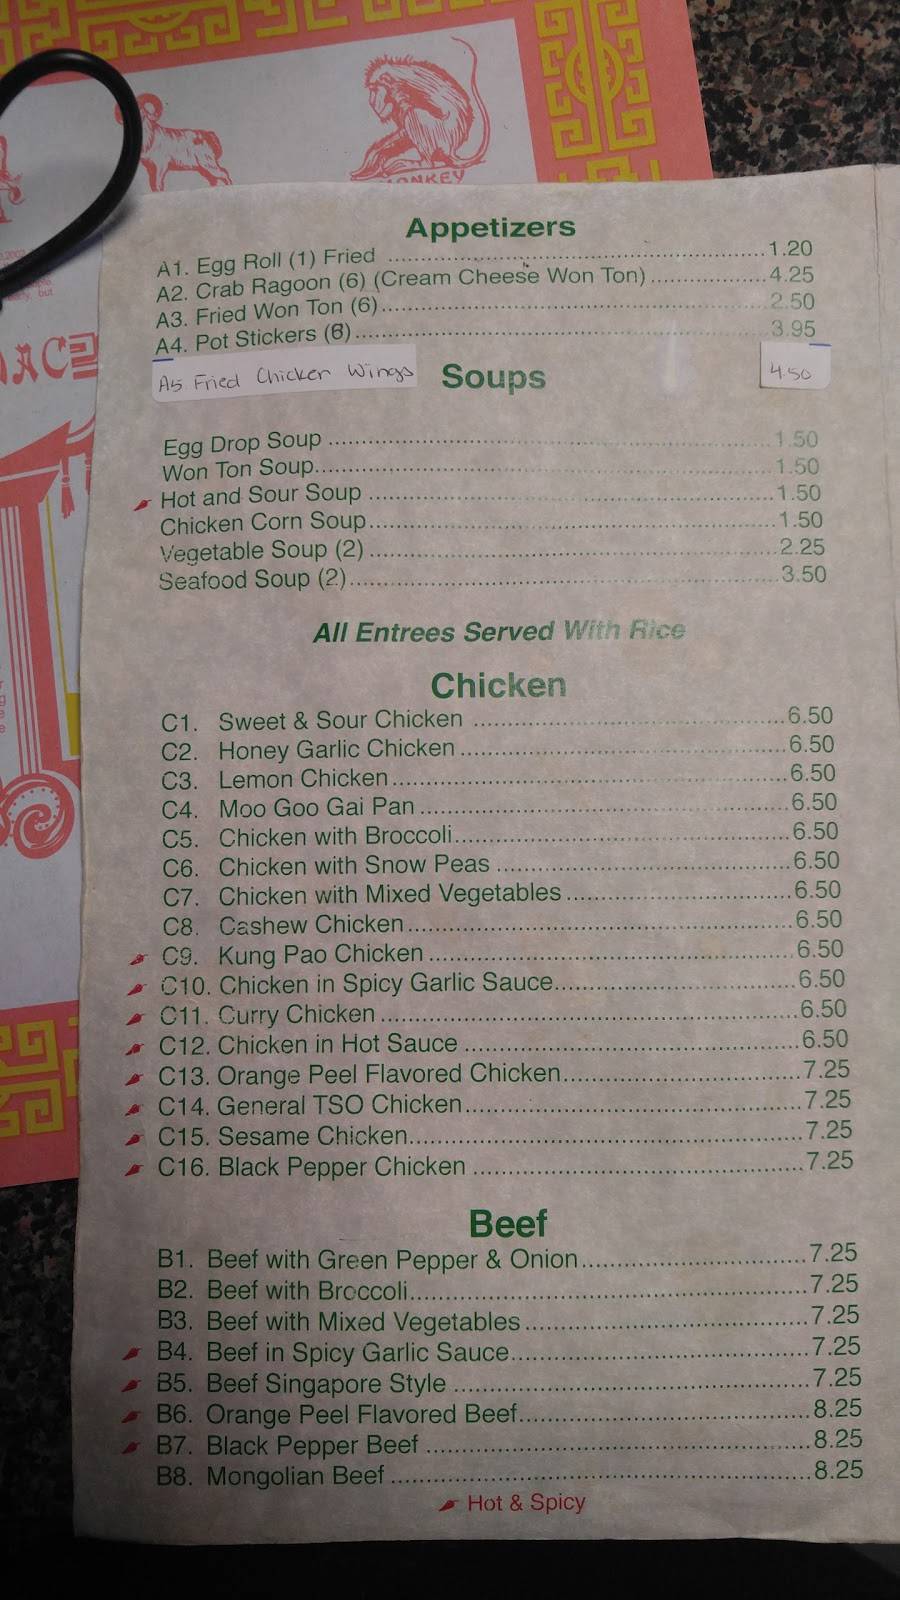 MONKEY
Appetizers
A1. Egg Roll (1) Fried ........ 1.20
A2. Crab Ragoon (6) (Cream Cheese Won Ton) ........ 4.25
A3. Fried Won Ton (6) ........ 2.50
A4. Pot Stickers (6) ........ 3.95
A5 Fried Chicken Wings 4.50
Soups
Egg Drop Soup ........ 1.50
Won Ton Soup ........ 1.50
Hot and Sour Soup ........ 1.50
Chicken Corn Soup ........ 1.50
Vegetable Soup (2) ........ 2.25
Seafood Soup (2) ........ 3.50
All Entrees Served With Rice
Chicken
C1. Sweet & Sour Chicken ........ 6.50
C2. Honey Garlic Chicken ........ 6.50
C3. Lemon Chicken ........ 6.50
C4. Moo Goo Gai Pan ........ 6.50
C5. Chicken with Broccoli ........ 6.50
C6. Chicken with Snow Peas ........ 6.50
C7. Chicken with Mixed Vegetables ........ 6.50
C8. Cashew Chicken ........ 6.50
C9. Kung Pao Chicken ........ 6.50
C10. Chicken in Spicy Garlic Sauce ........ 6.50
C11. Curry Chicken ........ 6.50
C12. Chicken in Hot Sauce ........ 6.50
C13. Orange Peel Flavored Chicken ........ 7.25
C14. General TSO Chicken ........ 7.25
C15. Sesame Chicken ........ 7.25
C16. Black Pepper Chicken ........ 7.25
Beef
B1. Beef with Green Pepper & Onion ........ 7.25
B2. Beef with Broccoli ........ 7.25
B3. Beef with Mixed Vegetables ........ 7.25
B4. Beef in Spicy Garlic Sauce ........ 7.25
B5. Beef Singapore Style ........ 7.25
B6. Orange Peel Flavored Beef ........ 8.25
B7. Black Pepper Beef ........ 8.25
B8. Mongolian Beef ........ 8.25
Hot & Spicy